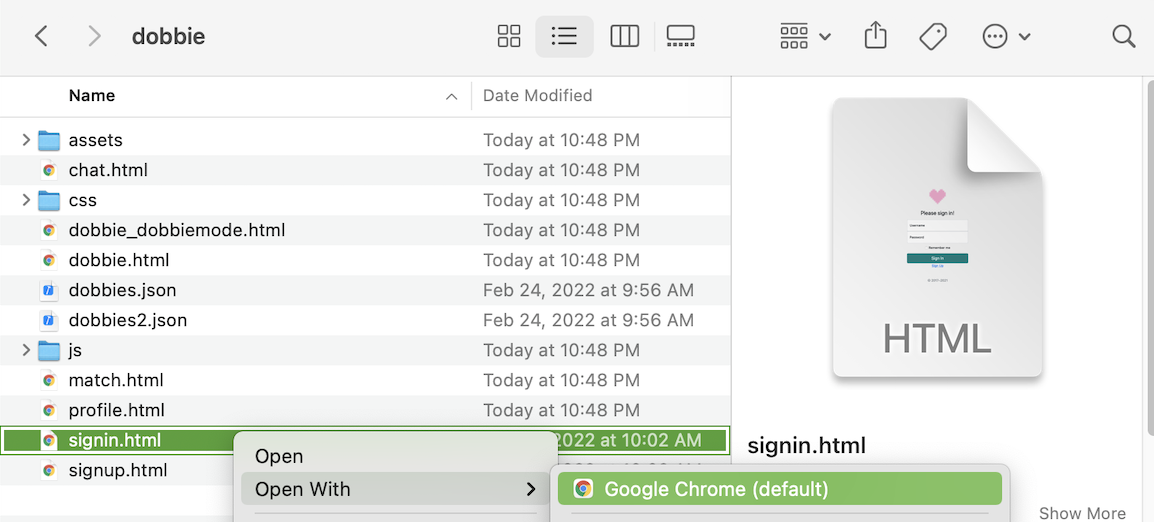 dobbie
Name Date Modified
assets Today at 10:48 PM
chat.html Today at 10:48 PM
css Today at 10:48 PM
dobbie_dobbiemode.html Today at 10:48 PM
dobbie.html Today at 10:48 PM
dobbies.json Feb 24, 2022 at 9:56 AM
dobbies2.json Feb 24, 2022 at 9:56 AM
js Today at 10:48 PM
match.html Today at 10:48 PM
profile.html Today at 10:48 PM
signin.html 2022 at 10:02 AM
signup.html
Open
Open With
Google Chrome (default)
Please sign in!
Username
Password
Remember me
Sign in
Sign Up
HTML
signin.html
Show More